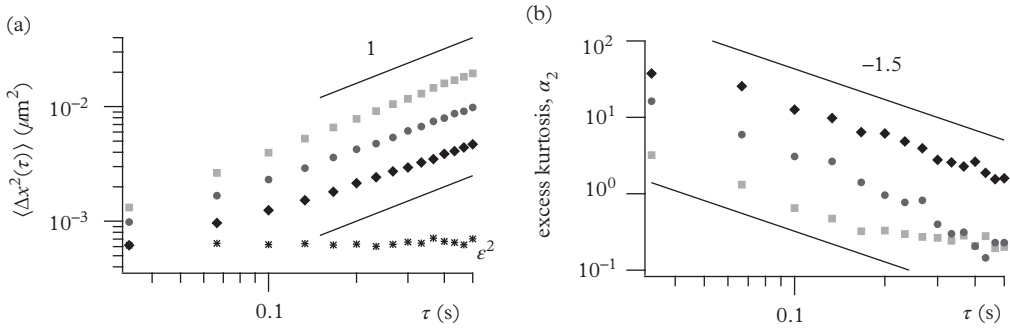 (a)
⟨Δx²(τ)⟩ (μm²)
10⁻²
10⁻³
1
ε²
0.1
τ (s)
(b)
excess kurtosis, α₂
10²
10¹
10⁰
10⁻¹
−1.5
0.1
τ (s)